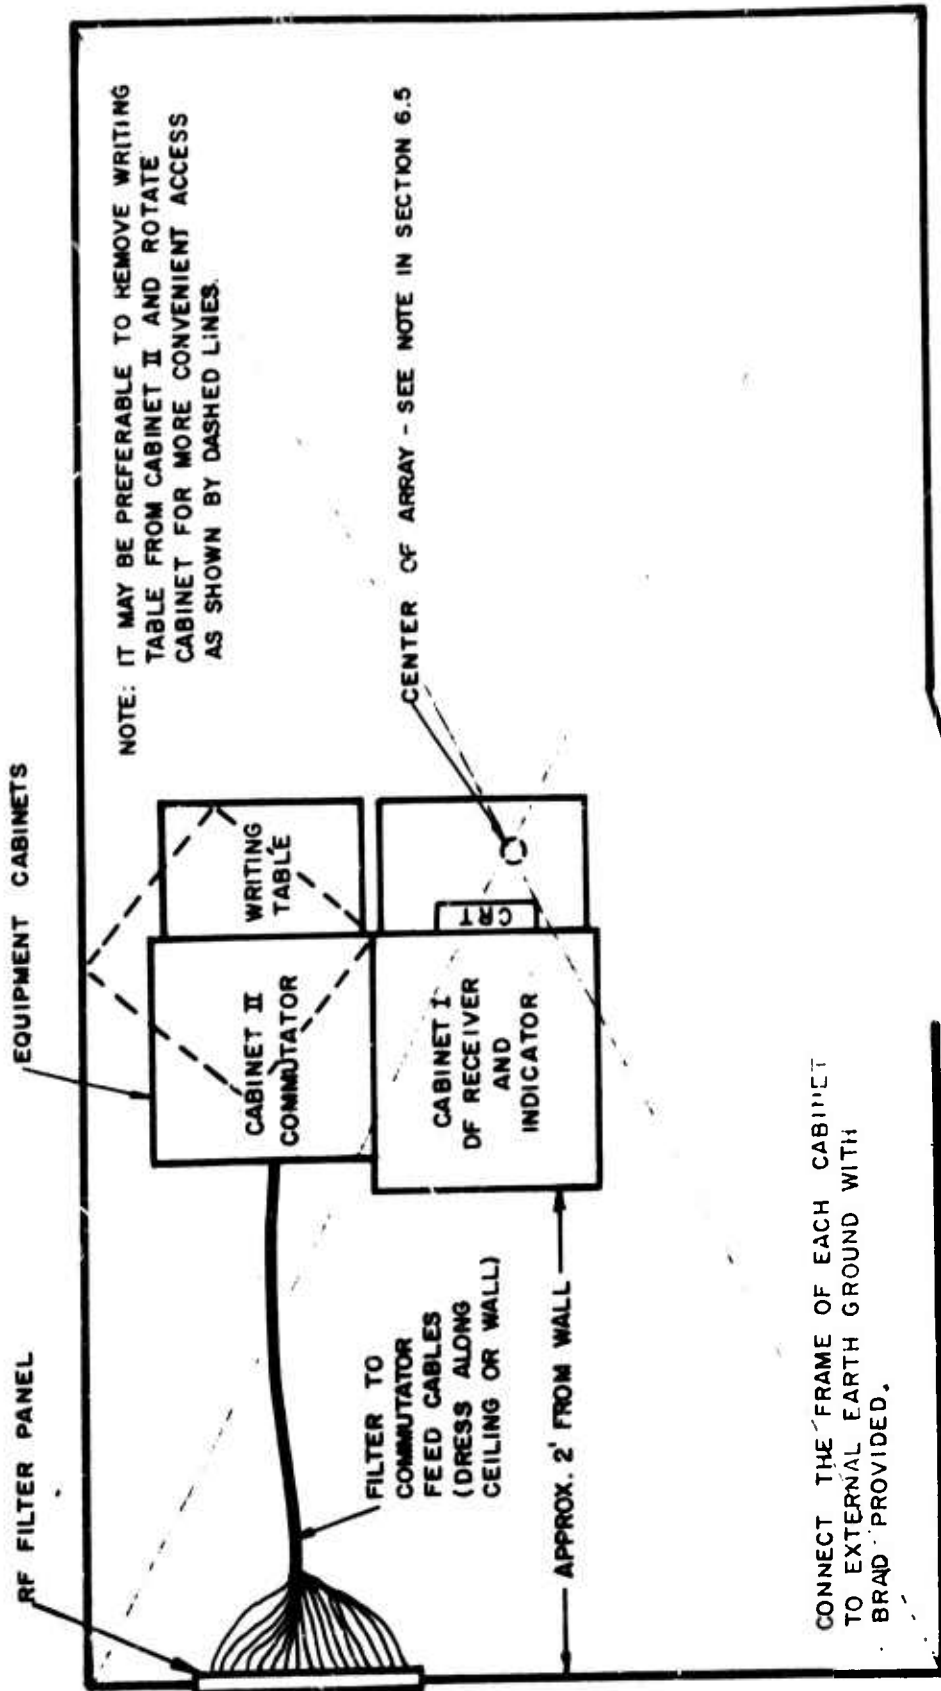 RF FILTER PANEL
EQUIPMENT CABINETS
NOTE: IT MAY BE PREFERABLE TO REMOVE WRITING
TABLE FROM CABINET II AND ROTATE
CABINET FOR MORE CONVENIENT ACCESS
AS SHOWN BY DASHED LINES.
WRITING
TABLE
CABINET II
COMMUTATOR
CRT
CABINET I
DF RECEIVER
AND
INDICATOR
CENTER OF ARRAY - SEE NOTE IN SECTION 6.5
FILTER TO
COMMUTATOR
FEED CABLES
(DRESS ALONG
CEILING OR WALL)
APPROX. 2' FROM WALL
CONNECT THE FRAME OF EACH CABINET
TO EXTERNAL EARTH GROUND WITH
BRAID PROVIDED.